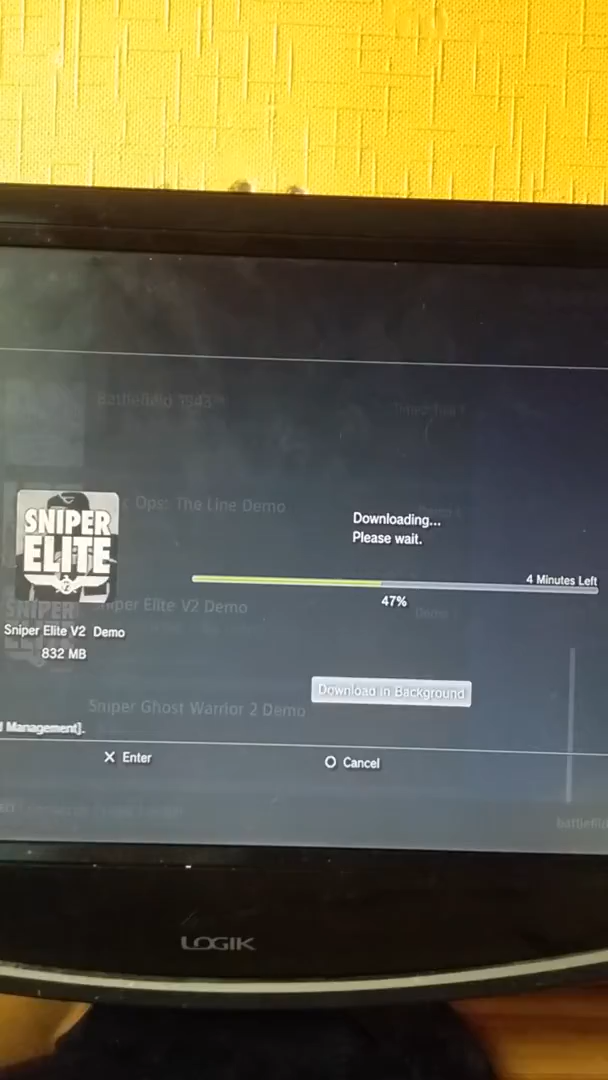 Battlefield 1943™
Ops: The Line Demo
SNIPER
ELITE
V2
Downloading...
Please wait.
4 Minutes Left
47%
Sniper Elite V2 Demo
SNIPER
Sniper Elite V2 Demo
832 MB
Download in Background
Sniper Ghost Warrior 2 Demo
Management].
X Enter
O Cancel
LOGIK